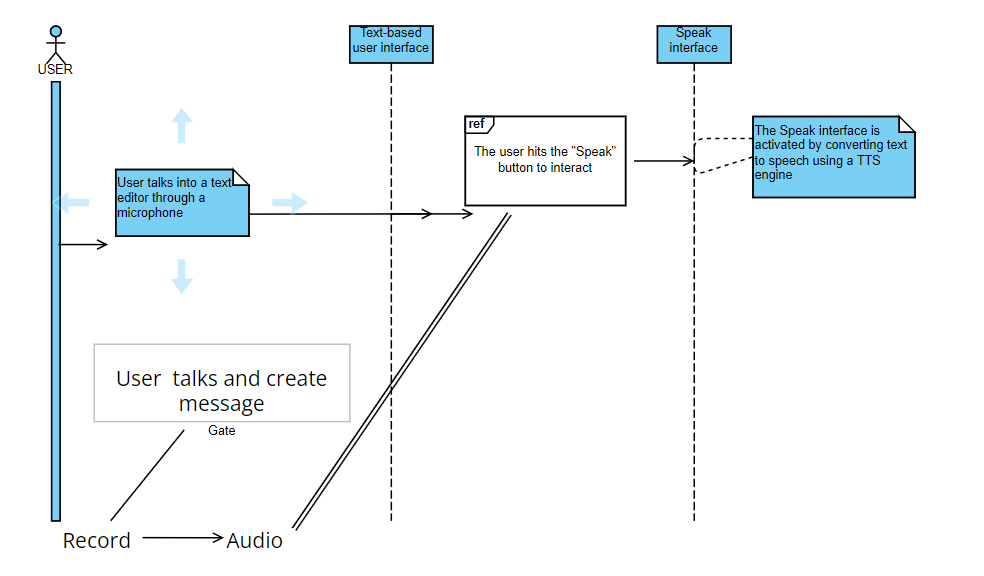 USER
Text-based
user interface
Speak
interface
ref
The user hits the "Speak"
button to interact
The Speak interface is
activated by converting text
to speech using a TTS
engine
User talks into a text
editor through a
microphone
User  talks and create
message
Gate
Record
Audio